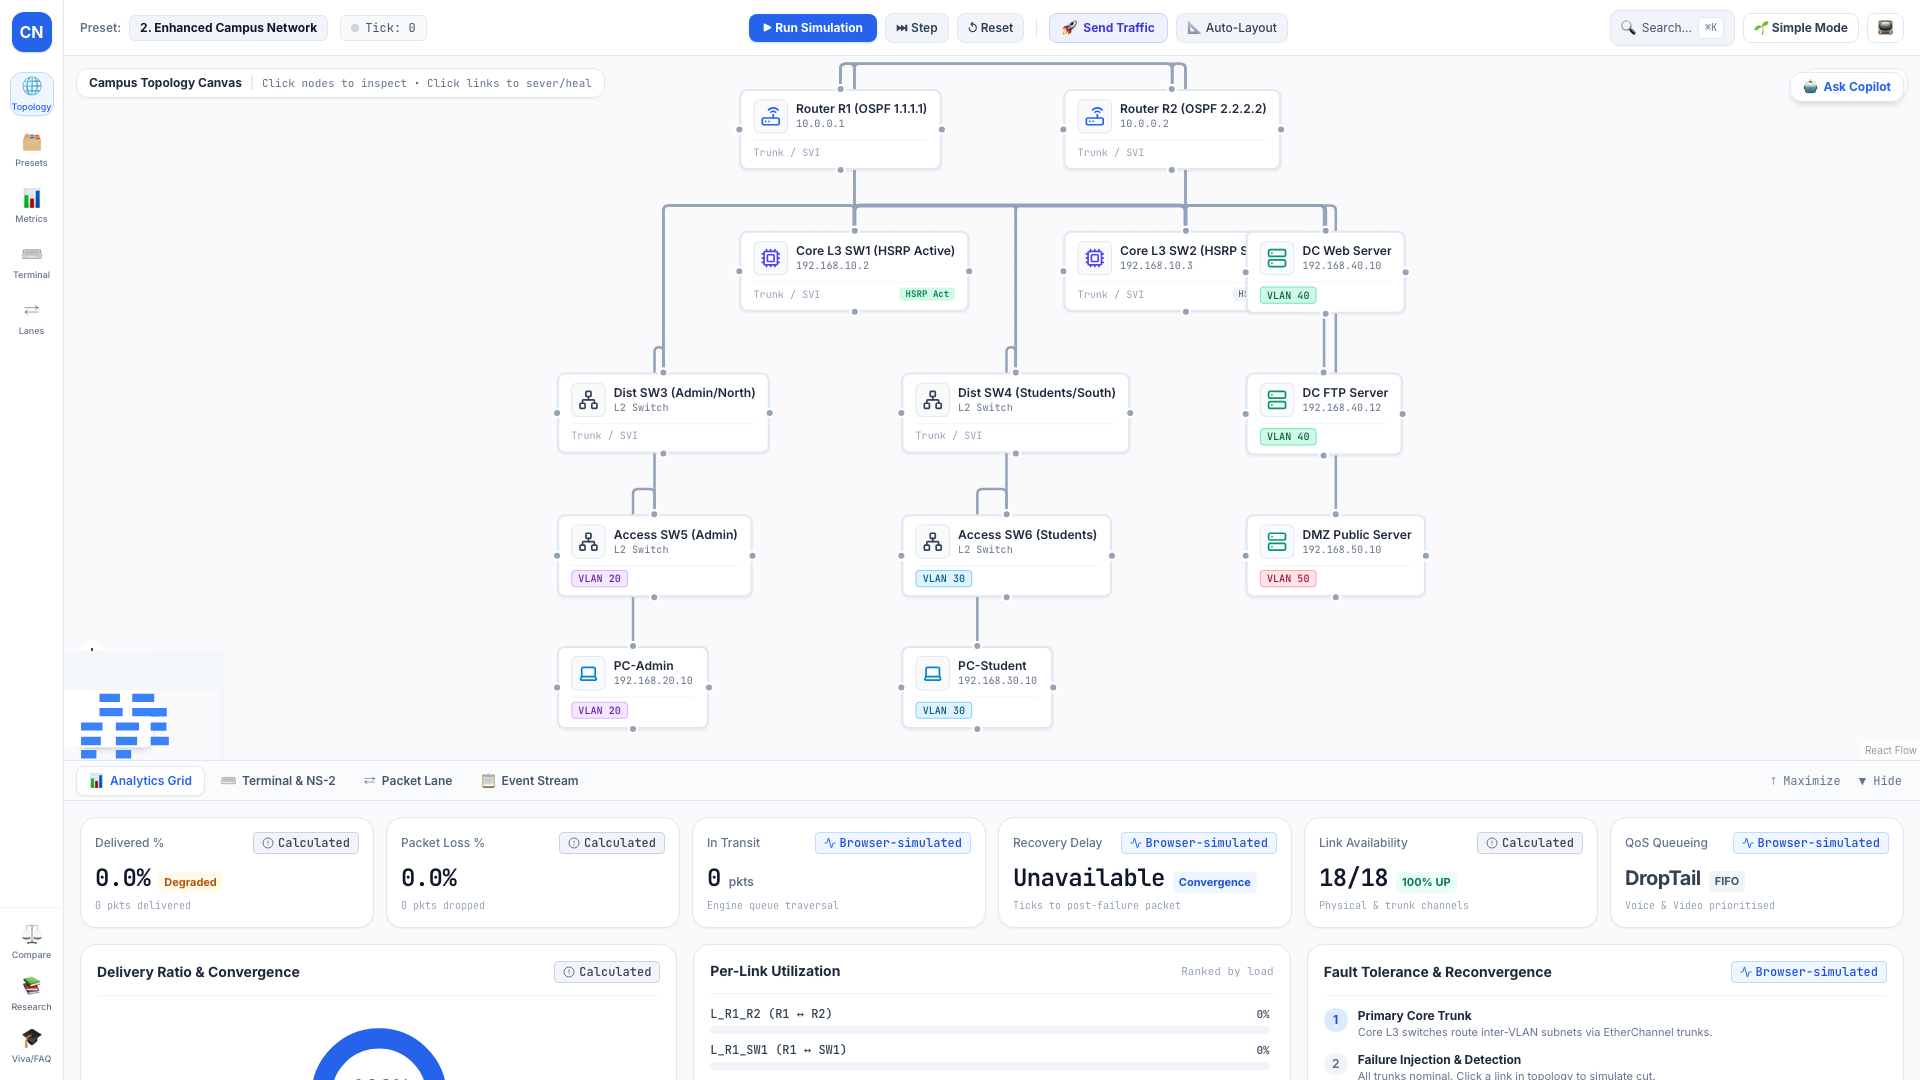 CN
Preset:
2. Enhanced Campus Network
Tick: 0
Run Simulation
Step
Reset
Send Traffic
Auto-Layout
Search...
⌘K
Simple Mode
Topology
Presets
Metrics
Terminal
Lanes
Compare
Research
Viva/FAQ
Campus Topology Canvas
Click nodes to inspect • Click links to sever/heal
Ask Copilot
Router R1 (OSPF 1.1.1.1)
10.0.0.1
Trunk / SVI
Router R2 (OSPF 2.2.2.2)
10.0.0.2
Trunk / SVI
Core L3 SW1 (HSRP Active)
192.168.10.2
Trunk / SVI
HSRP Act
Core L3 SW2 (HSRP S
192.168.10.3
Trunk / SVI
DC Web Server
192.168.40.10
VLAN 40
Dist SW3 (Admin/North)
L2 Switch
Trunk / SVI
Dist SW4 (Students/South)
L2 Switch
Trunk / SVI
DC FTP Server
192.168.40.12
VLAN 40
Access SW5 (Admin)
L2 Switch
VLAN 20
Access SW6 (Students)
L2 Switch
VLAN 30
DMZ Public Server
192.168.50.10
VLAN 50
PC-Admin
192.168.20.10
VLAN 20
PC-Student
192.168.30.10
VLAN 30
React Flow
Analytics Grid
Terminal & NS-2
Packet Lane
Event Stream
↑ Maximize
▼ Hide
Delivered %
Calculated
0.0%
Degraded
0 pkts delivered
Packet Loss %
Calculated
0.0%
0 pkts dropped
In Transit
Browser-simulated
0 pkts
Engine queue traversal
Recovery Delay
Browser-simulated
Unavailable
Convergence
Ticks to post-failure packet
Link Availability
Calculated
18/18
100% UP
Physical & trunk channels
QoS Queueing
Browser-simulated
DropTail
FIFO
Voice & Video prioritised
Delivery Ratio & Convergence
Calculated
Per-Link Utilization
Ranked by load
L_R1_R2 (R1 ↔ R2)
0%
L_R1_SW1 (R1 ↔ SW1)
0%
Fault Tolerance & Reconvergence
Browser-simulated
1
Primary Core Trunk
Core L3 switches route inter-VLAN subnets via EtherChannel trunks.
2
Failure Injection & Detection
All trunks nominal. Click a link in topology to simulate cut.